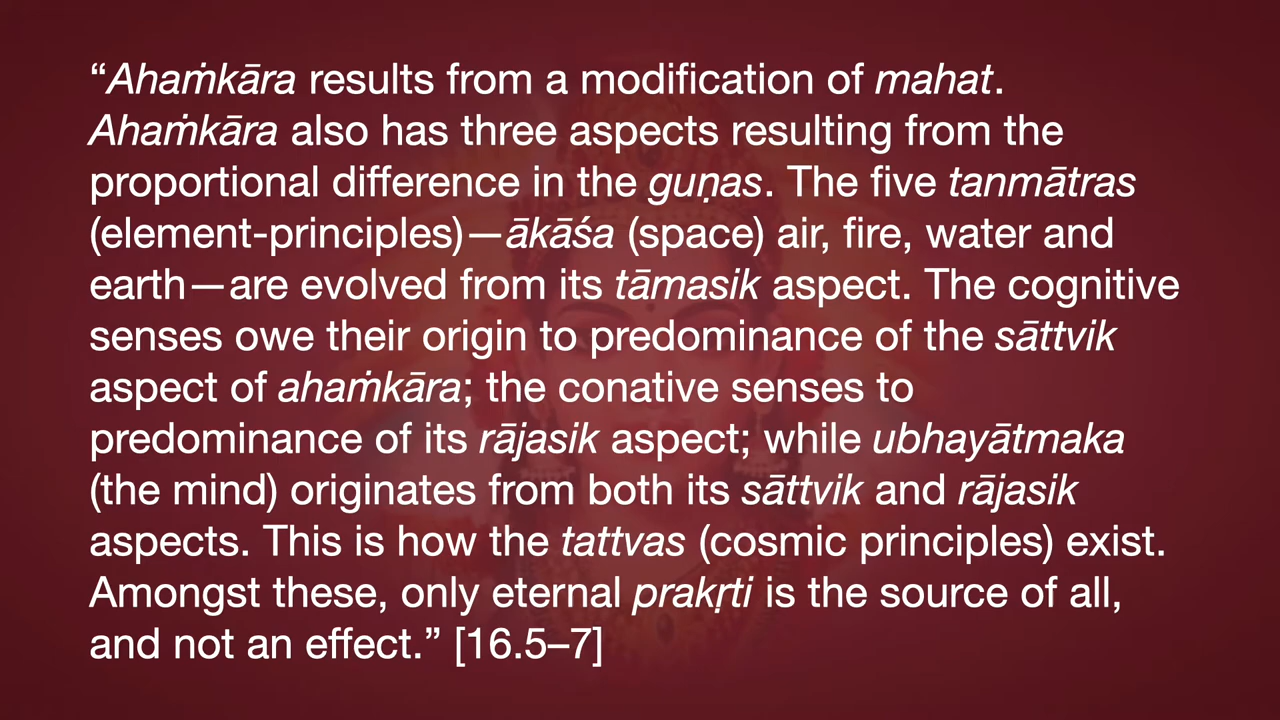 “Ahaṁkāra results from a modification of mahat.
Ahaṁkāra also has three aspects resulting from the
proportional difference in the guṇas. The five tanmātras
(element-principles)—ākāśa (space) air, fire, water and
earth—are evolved from its tāmasik aspect. The cognitive
senses owe their origin to predominance of the sāttvik
aspect of ahaṁkāra; the conative senses to
predominance of its rājasik aspect; while ubhayātmaka
(the mind) originates from both its sāttvik and rājasik
aspects. This is how the tattvas (cosmic principles) exist.
Amongst these, only eternal prakṛti is the source of all,
and not an effect.” [16.5–7]